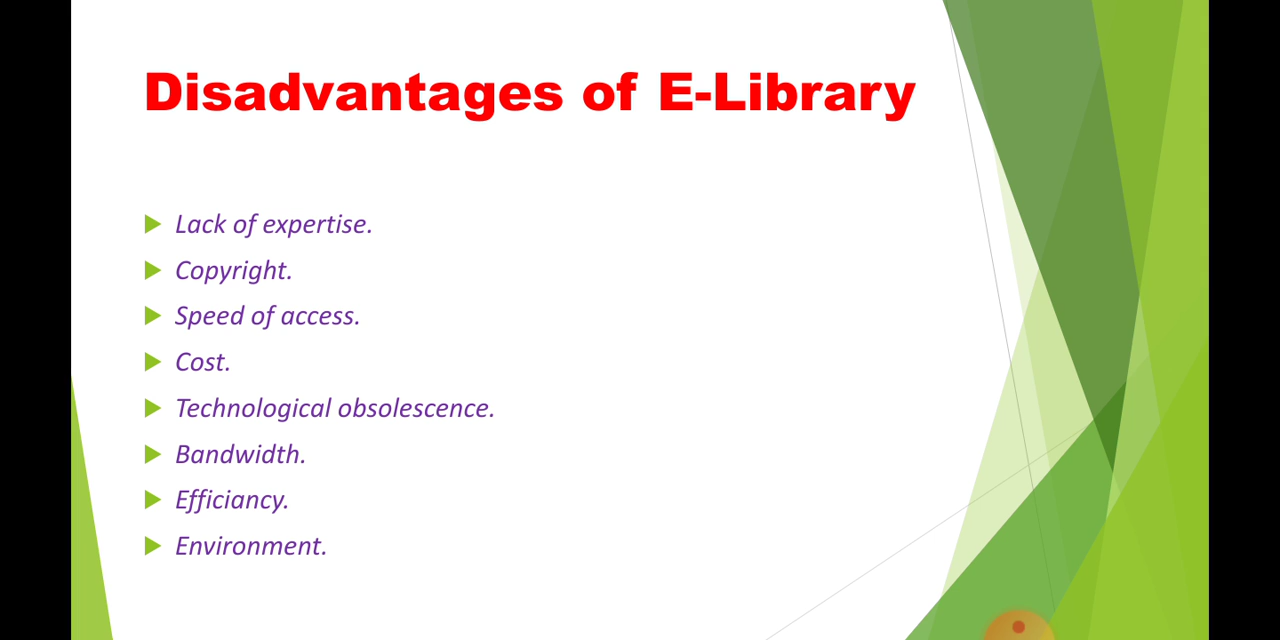 Disadvantages of E-Library
Lack of expertise.
Copyright.
Speed of access.
Cost.
Technological obsolescence.
Bandwidth.
Efficiancy.
Environment.